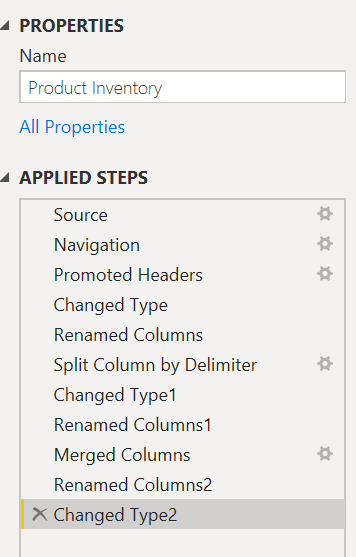 PROPERTIES
Name
Product Inventory
All Properties
APPLIED STEPS
Source
Navigation
Promoted Headers
Changed Type
Renamed Columns
Split Column by Delimiter
Changed Type1
Renamed Columns1
Merged Columns
Renamed Columns2
Changed Type2